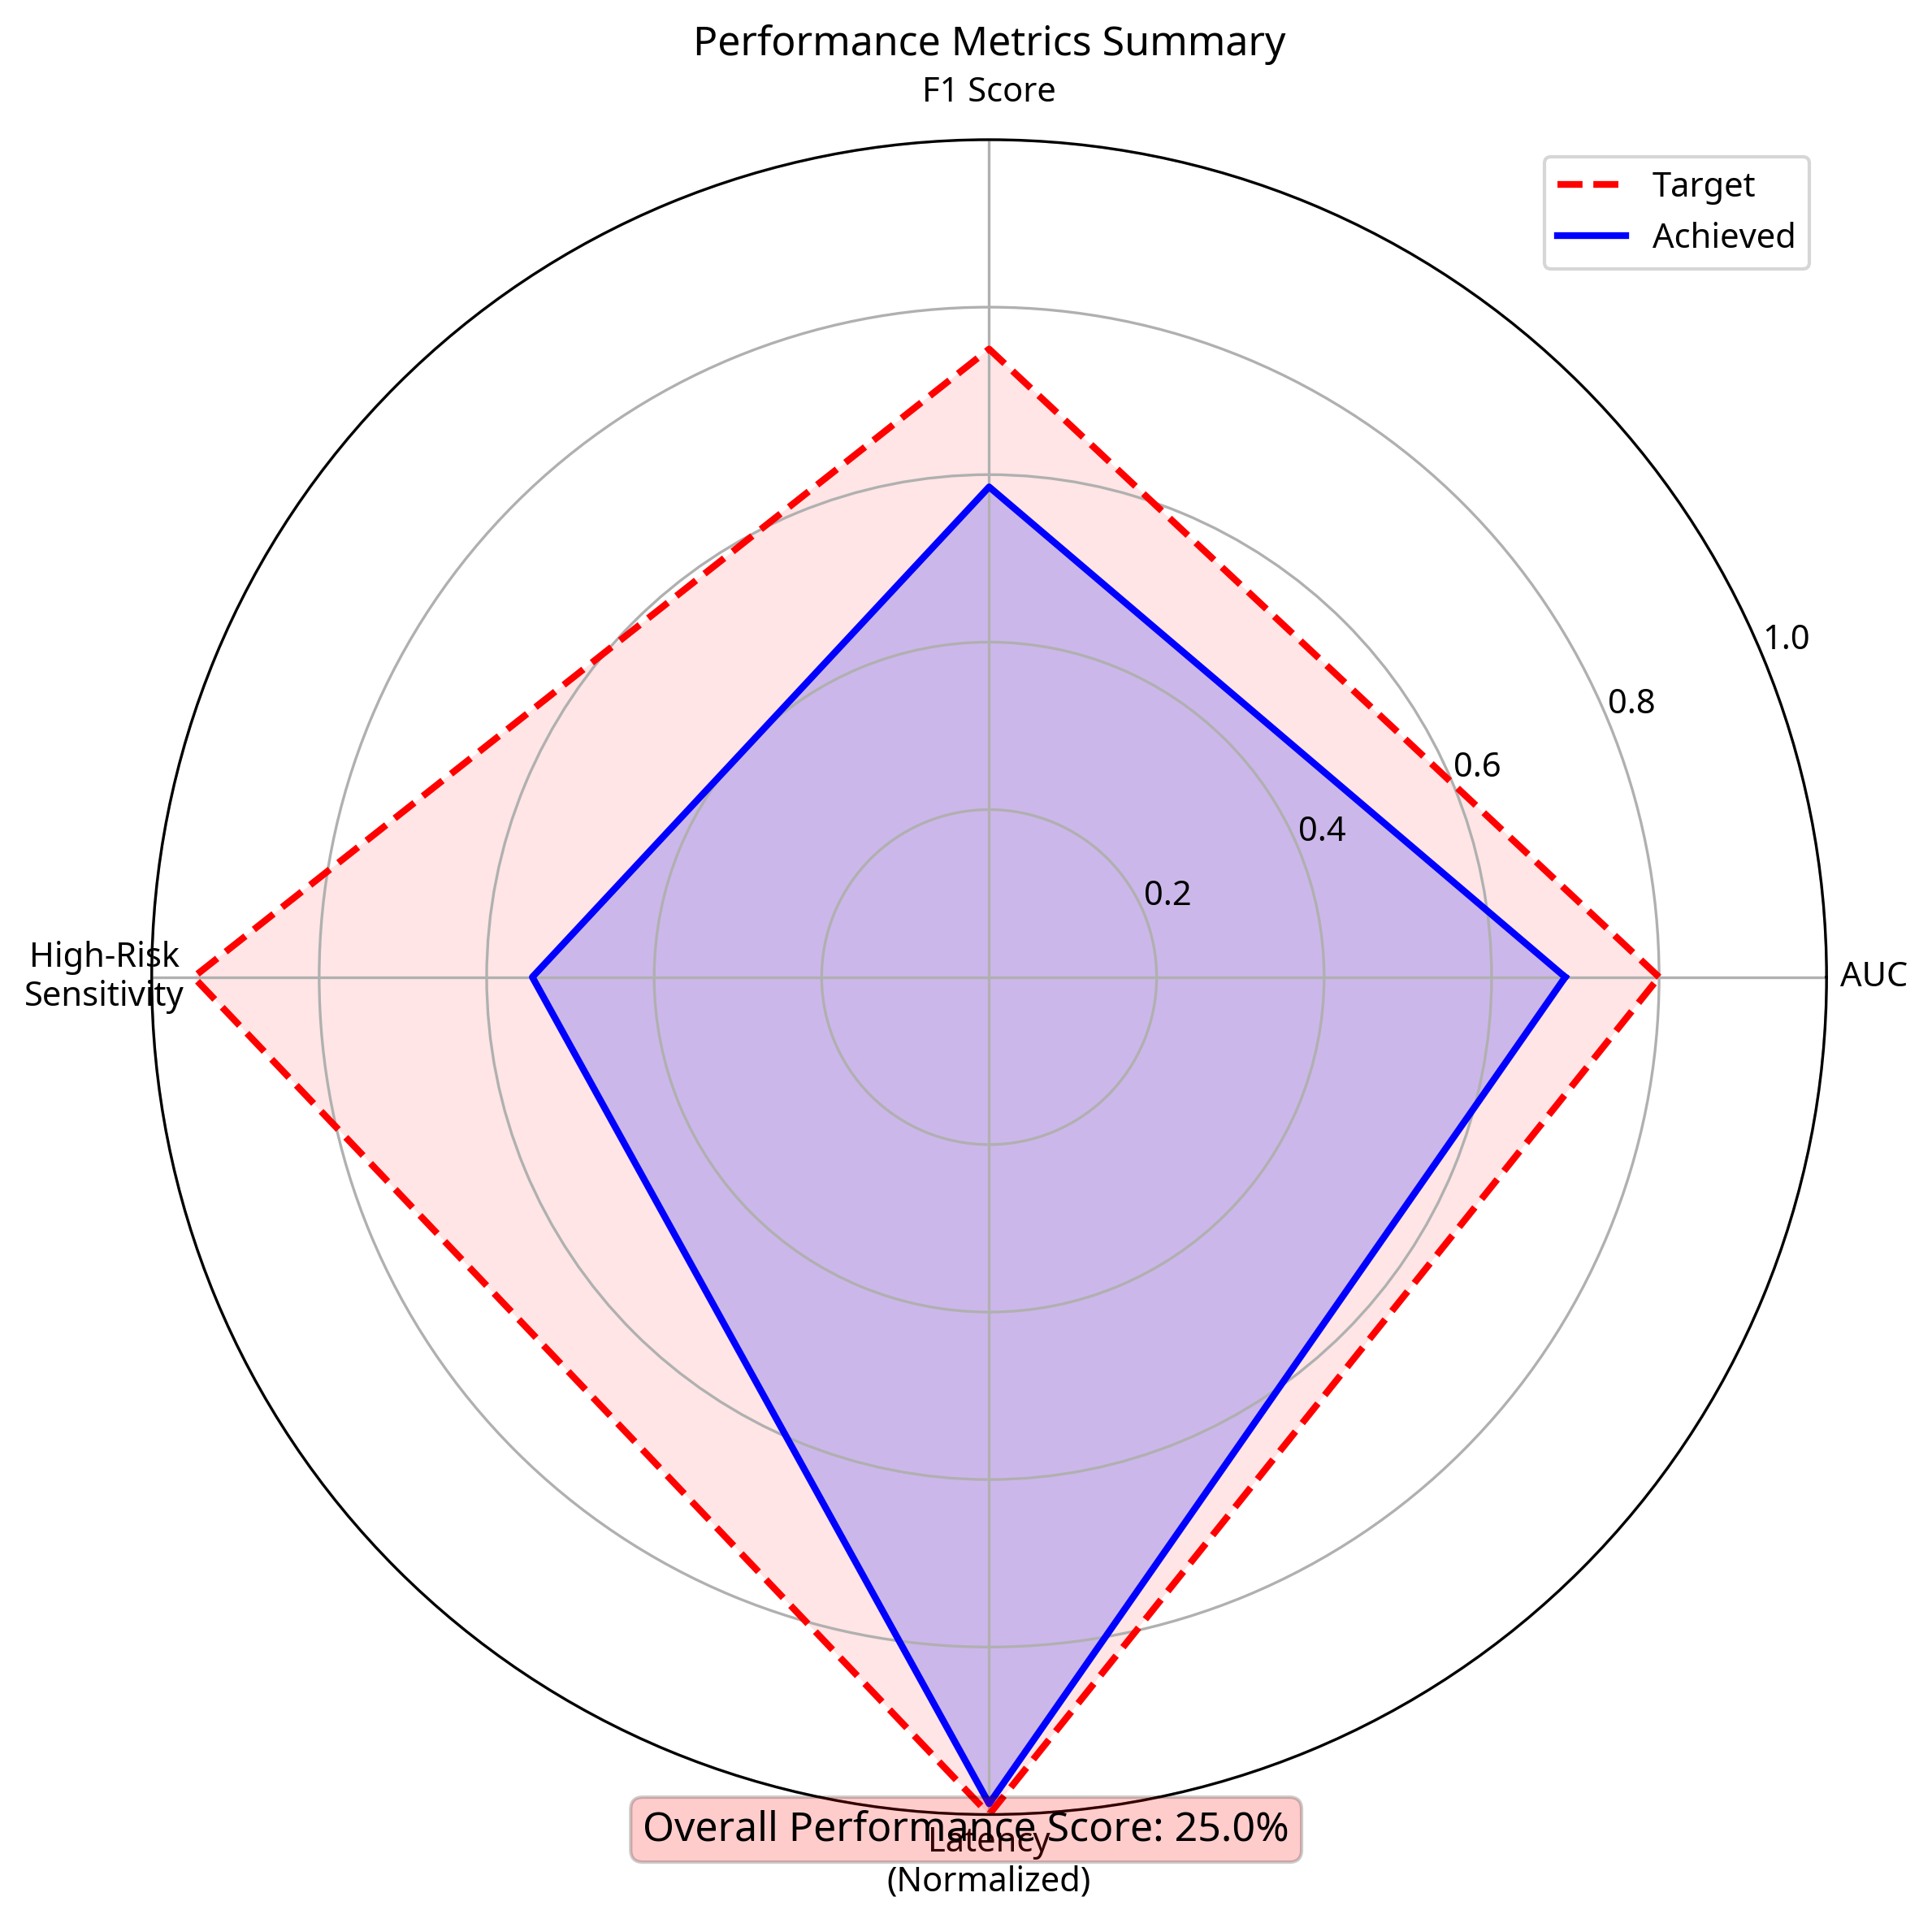 Performance Metrics Summary
F1 Score
Target
Achieved
1.0
0.8
0.6
0.4
0.2
High-Risk
Sensitivity
AUC
Overall Performance Score: 25.0%
Latency
(Normalized)